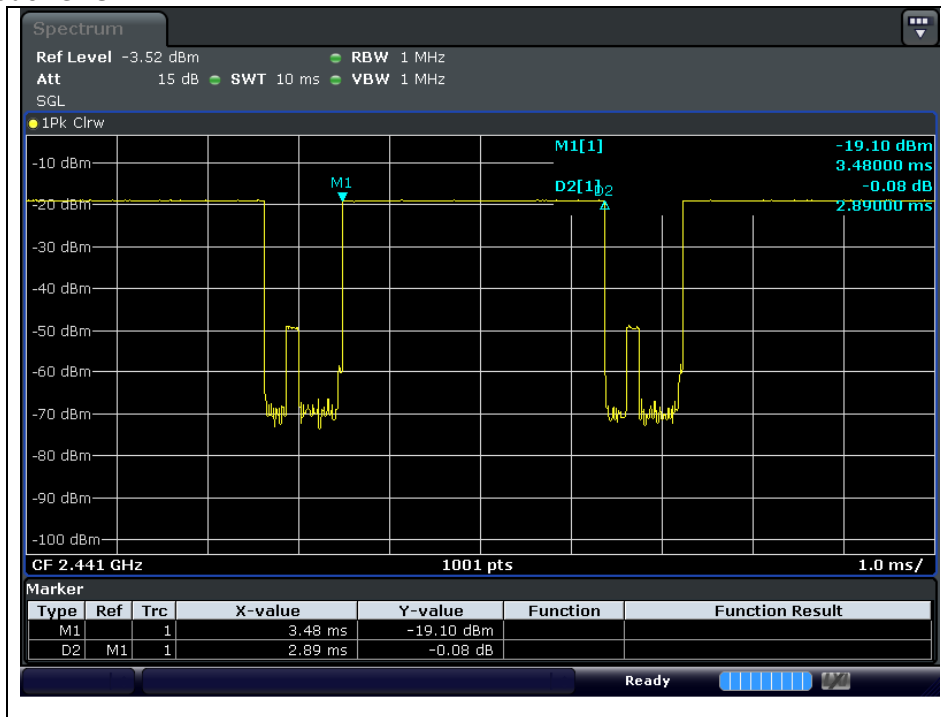 Spectrum
Ref Level -3.52 dBm RBW 1 MHz
Att 15 dB SWT 10 ms VBW 1 MHz
SGL
1Pk Clrw
M1[1] -19.10 dBm
3.48000 ms
D2[1] -0.08 dB
2.89000 ms
M1
D2
-10 dBm
-20 dBm
-30 dBm
-40 dBm
-50 dBm
-60 dBm
-70 dBm
-80 dBm
-90 dBm
-100 dBm
CF 2.441 GHz 1001 pts 1.0 ms/
Marker
Type Ref Trc X-value Y-value Function Function Result
M1 1 3.48 ms -19.10 dBm
D2 M1 1 2.89 ms -0.08 dB
Ready